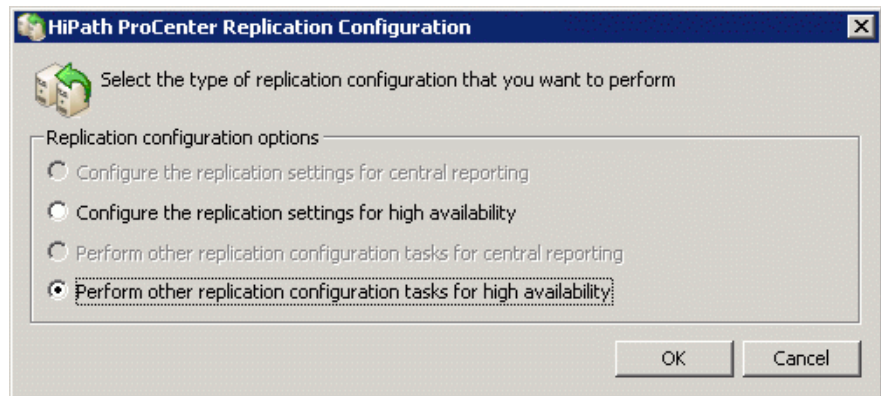 HiPath ProCenter Replication Configuration
Select the type of replication configuration that you want to perform
Replication configuration options
Configure the replication settings for central reporting
Configure the replication settings for high availability
Perform other replication configuration tasks for central reporting
Perform other replication configuration tasks for high availability
OK Cancel